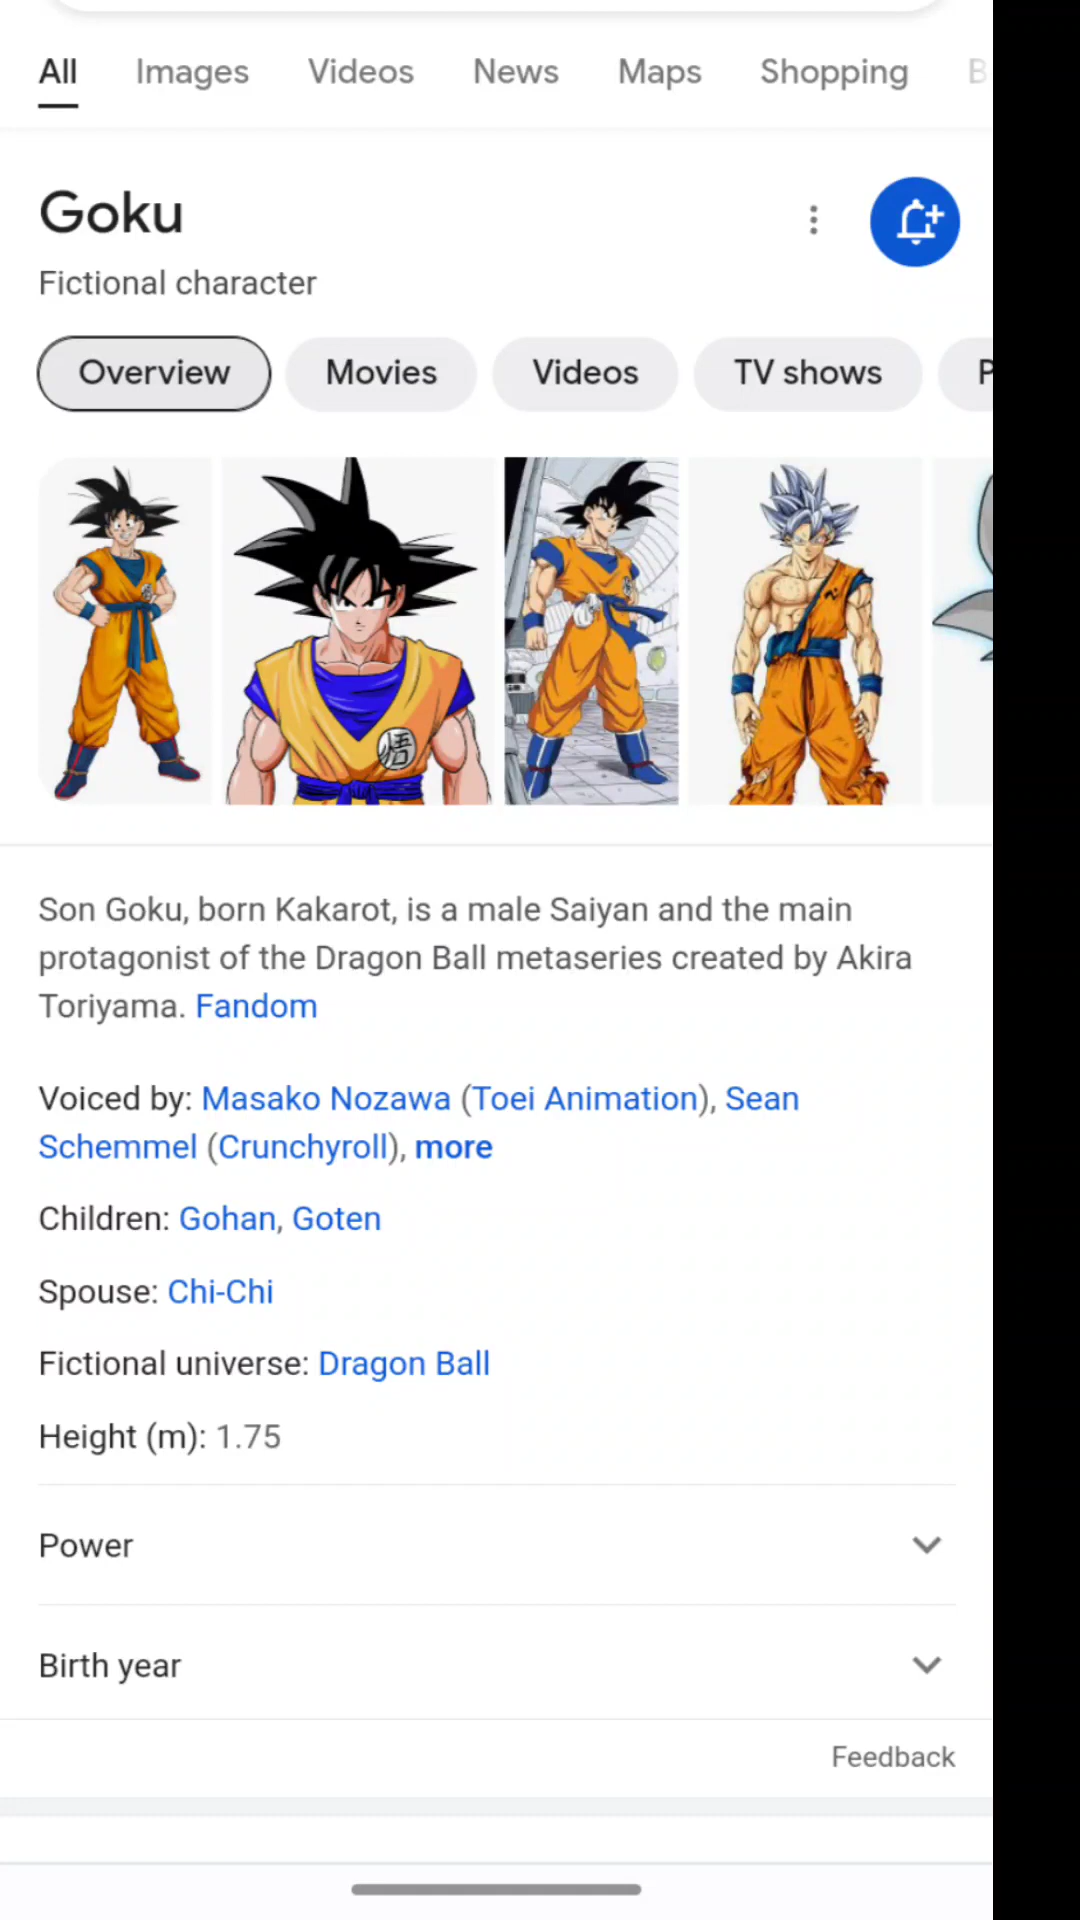 All Images Videos News Maps Shopping
Goku
Fictional character
Overview Movies Videos TV shows P
悟
Son Goku, born Kakarot, is a male Saiyan and the main
protagonist of the Dragon Ball metaseries created by Akira
Toriyama. Fandom
Voiced by: Masako Nozawa (Toei Animation), Sean
Schemmel (Crunchyroll), more
Children: Gohan, Goten
Spouse: Chi-Chi
Fictional universe: Dragon Ball
Height (m): 1.75
Power
Birth year
Feedback